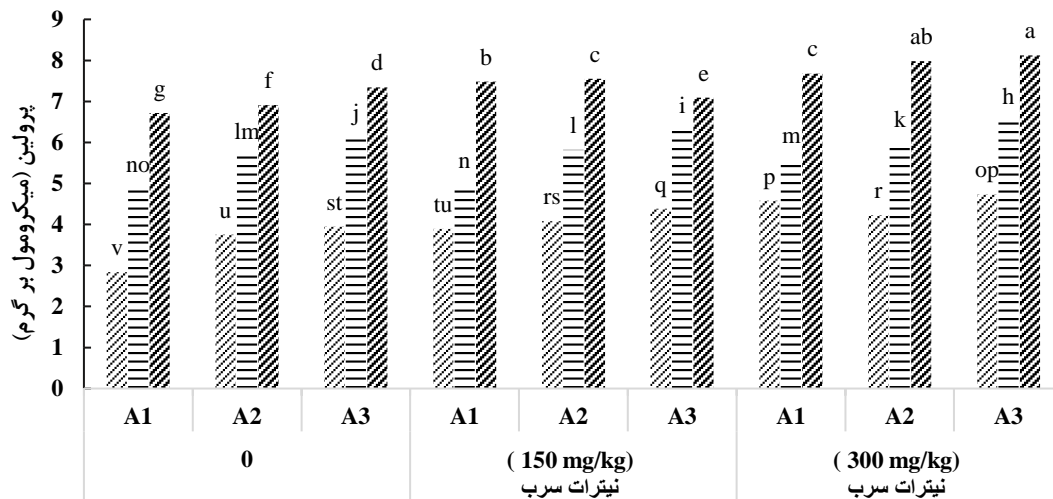 پرولین (میکرومول بر گرم)
9
8
7
6
5
4
3
2
1
0
v no g
u lm f
st j d
tu n b
rs l c
q i e
p m c
r k ab
op h a
A1 A2 A3 A1 A2 A3 A1 A2 A3
0 ( 150 mg/kg) ( 300 mg/kg)
نیترات سرب نیترات سرب